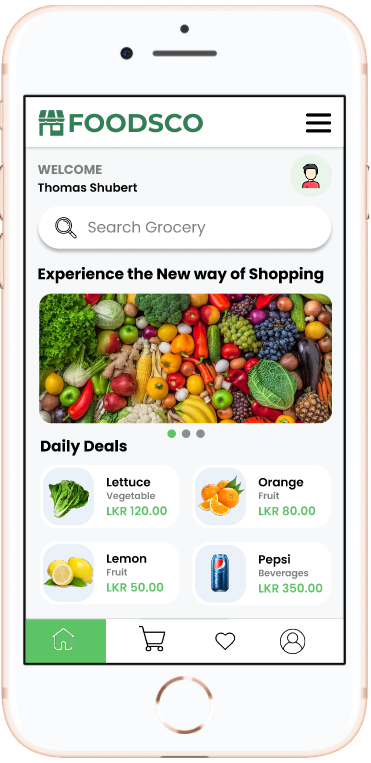 FOODSCO
WELCOME
Thomas Shubert
Search Grocery
Experience the New way of Shopping
Daily Deals
Lettuce
Vegetable
LKR 120.00
Orange
Fruit
LKR 80.00
Lemon
Fruit
LKR 50.00
Pepsi
Beverages
LKR 350.00